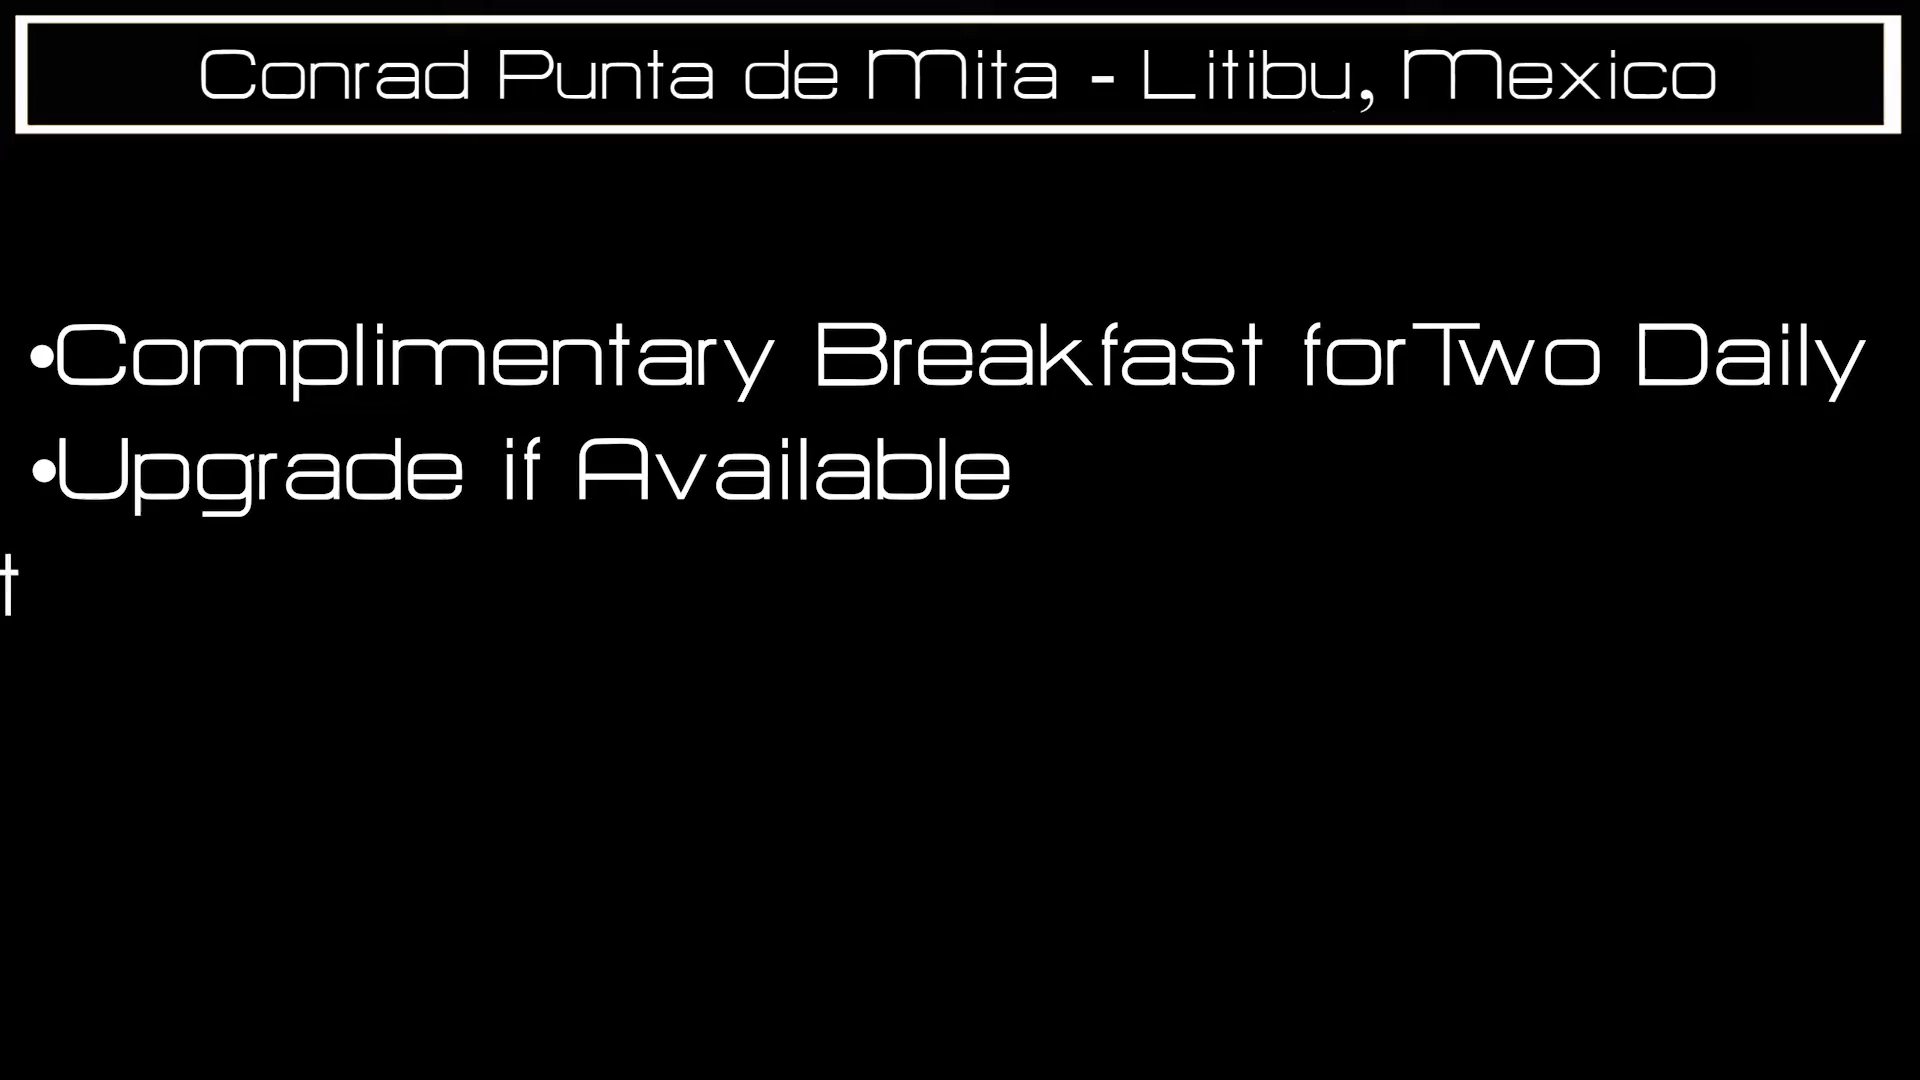 Conrad Punta de Mita - Litibu, Mexico
•Complimentary Breakfast for Two Daily
•Upgrade if Available
t